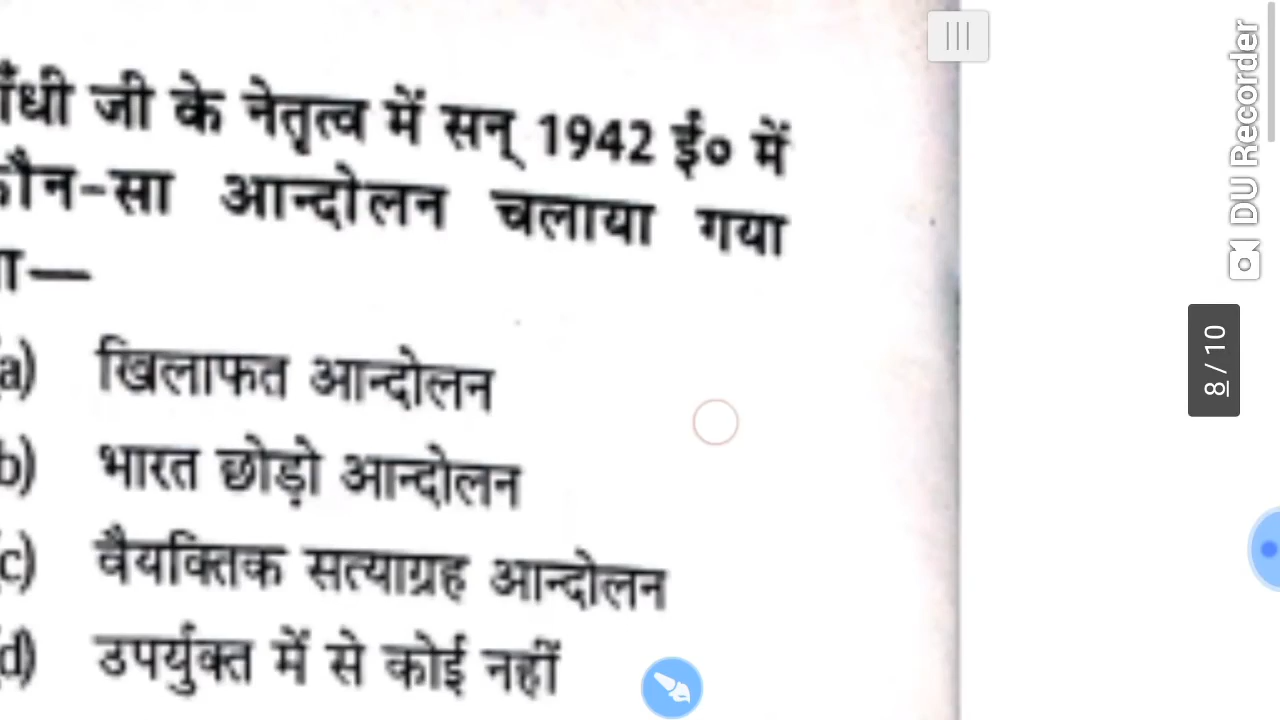 गाँधी जी के नेतृत्व में सन् 1942 ई० में
कौन-सा आन्दोलन चलाया गया
था—
(a) खिलाफत आन्दोलन
(b) भारत छोड़ो आन्दोलन
(c) वैयक्तिक सत्याग्रह आन्दोलन
(d) उपर्युक्त में से कोई नहीं
8 / 10
DU Recorder